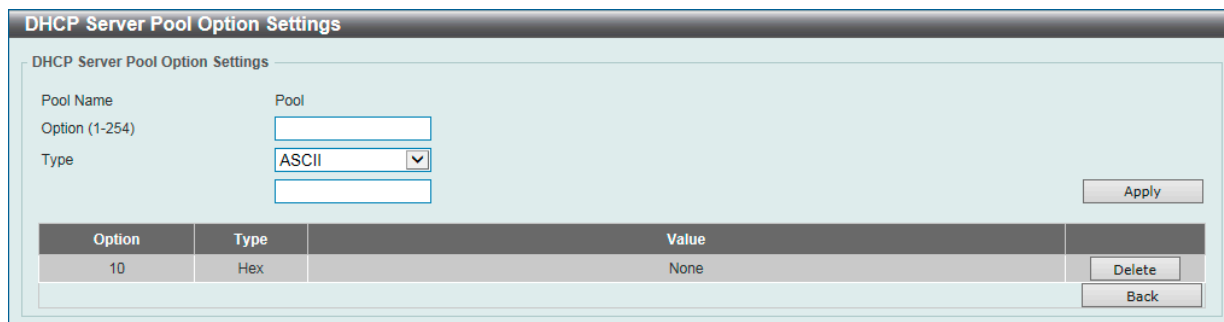 DHCP Server Pool Option Settings
DHCP Server Pool Option Settings
Pool Name Pool
Option (1-254)
Type ASCII
Apply
Option Type Value
10 Hex None Delete
Back